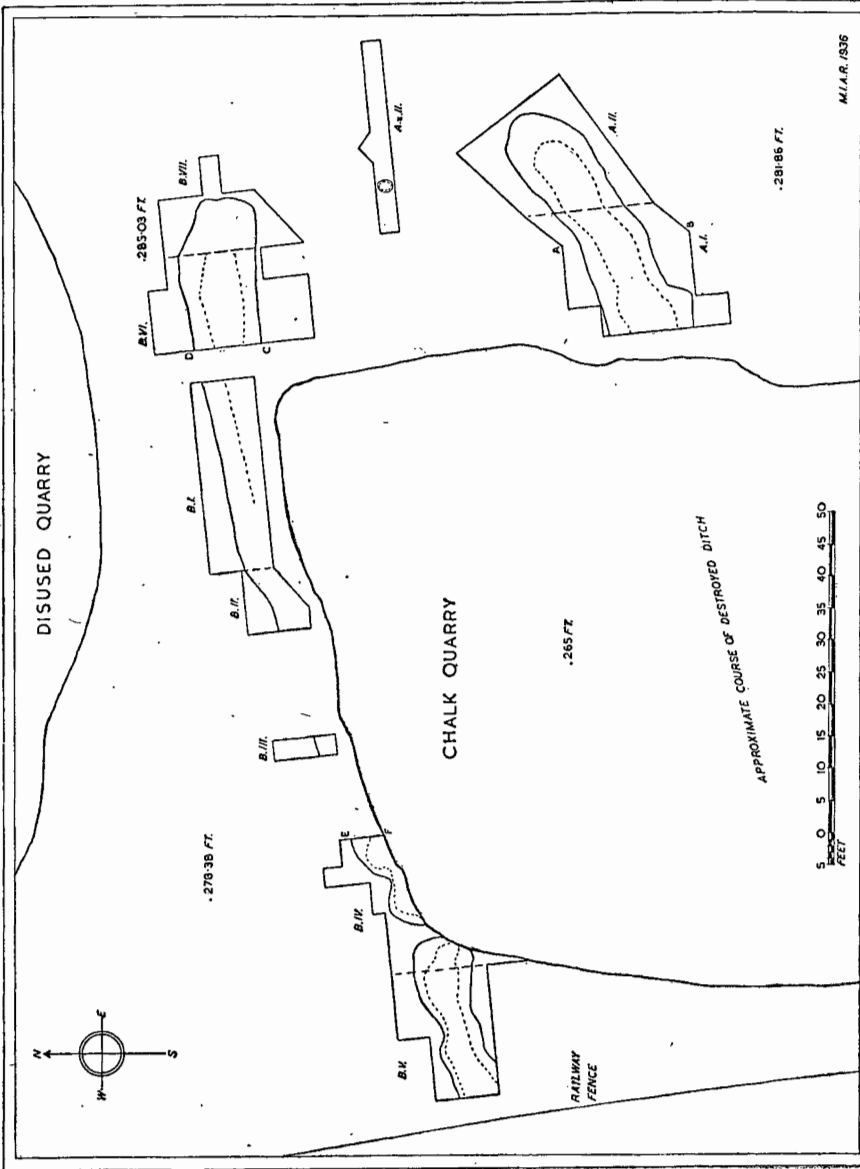 DISUSED QUARRY
N
W
E
S
.278·38 FT.
.285·03 FT
B.VI.
B.VII.
D
C
B.I.
B.II.
B.III.
B.IV.
E
F
B.V.
A.x.II.
A.II.
A
B
A.I.
.281·86 FT.
CHALK QUARRY
.265 FT.
RAILWAY
FENCE
APPROXIMATE COURSE OF DESTROYED DITCH
5 0 5 10 15 20 25 30 35 40 45 50
FEET
M.I.A.R. 1936